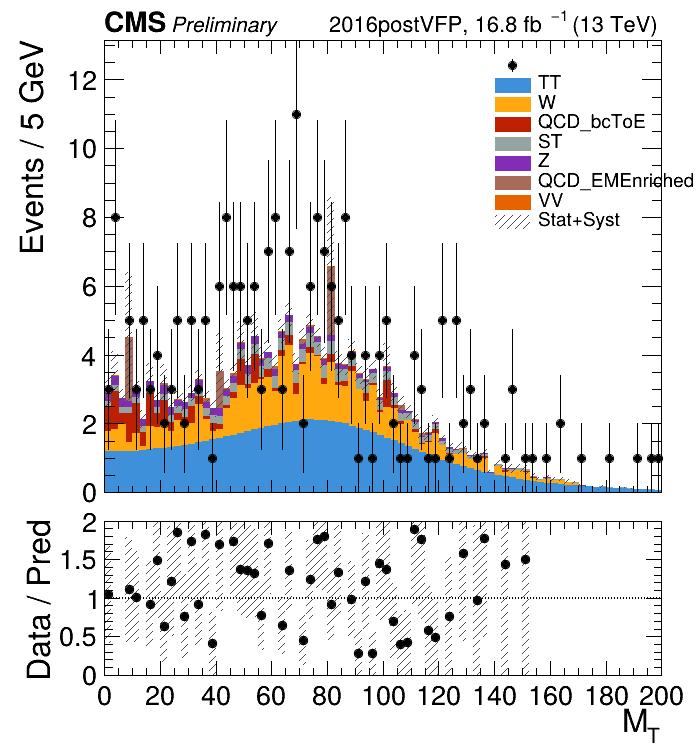 CMS Preliminary 2016postVFP, 16.8 fb⁻¹ (13 TeV)
Events / 5 GeV
12
10
8
6
4
2
0
TT
W
QCD_bcToE
ST
Z
QCD_EMEnriched
VV
Stat+Syst
Data / Pred
2
1.5
1
0.5
0
0 20 40 60 80 100 120 140 160 180 200
M_T